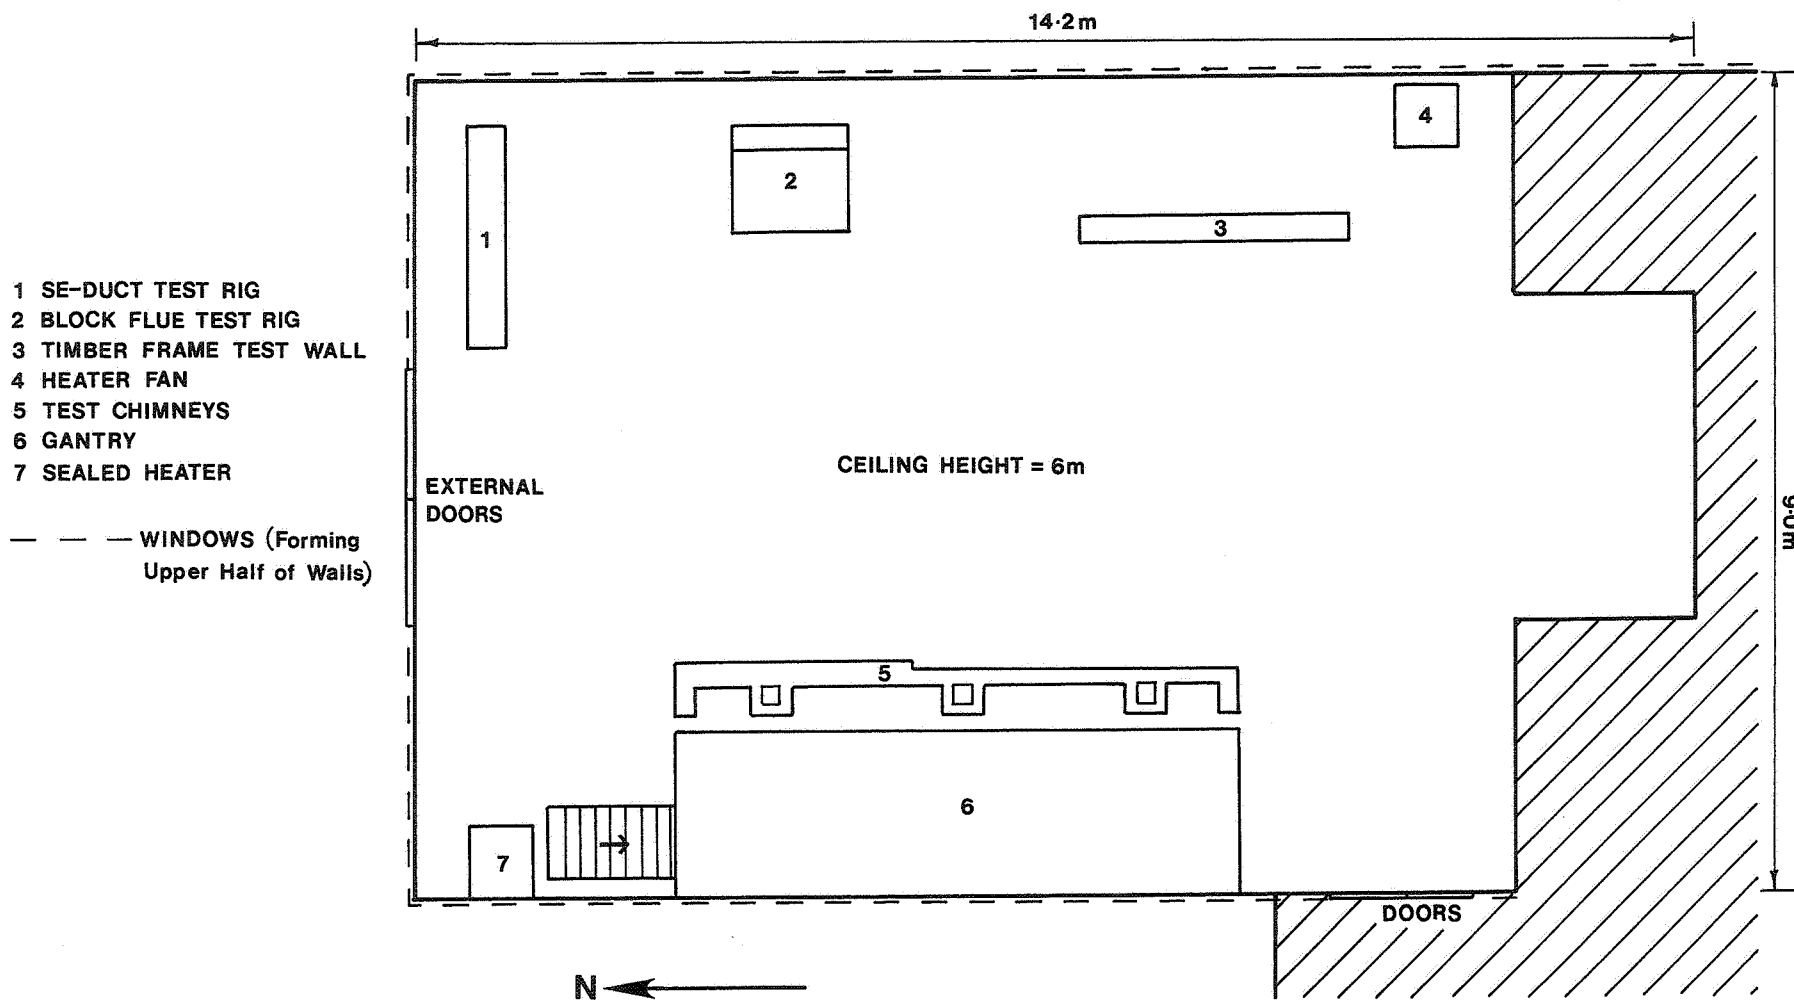 14·2m
1 SE-DUCT TEST RIG
2 BLOCK FLUE TEST RIG
3 TIMBER FRAME TEST WALL
4 HEATER FAN
5 TEST CHIMNEYS
6 GANTRY
7 SEALED HEATER
— — — WINDOWS (Forming
Upper Half of Walls)
1
2
3
4
CEILING HEIGHT = 6m
EXTERNAL
DOORS
9·0m
5
6
7
DOORS
N